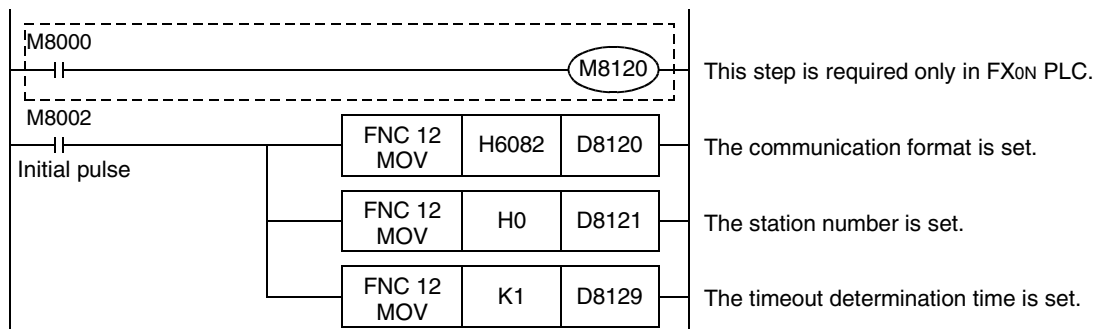 M8000
M8120
This step is required only in FX0N PLC.
M8002
Initial pulse
FNC 12
MOV
H6082
D8120
The communication format is set.
FNC 12
MOV
H0
D8121
The station number is set.
FNC 12
MOV
K1
D8129
The timeout determination time is set.